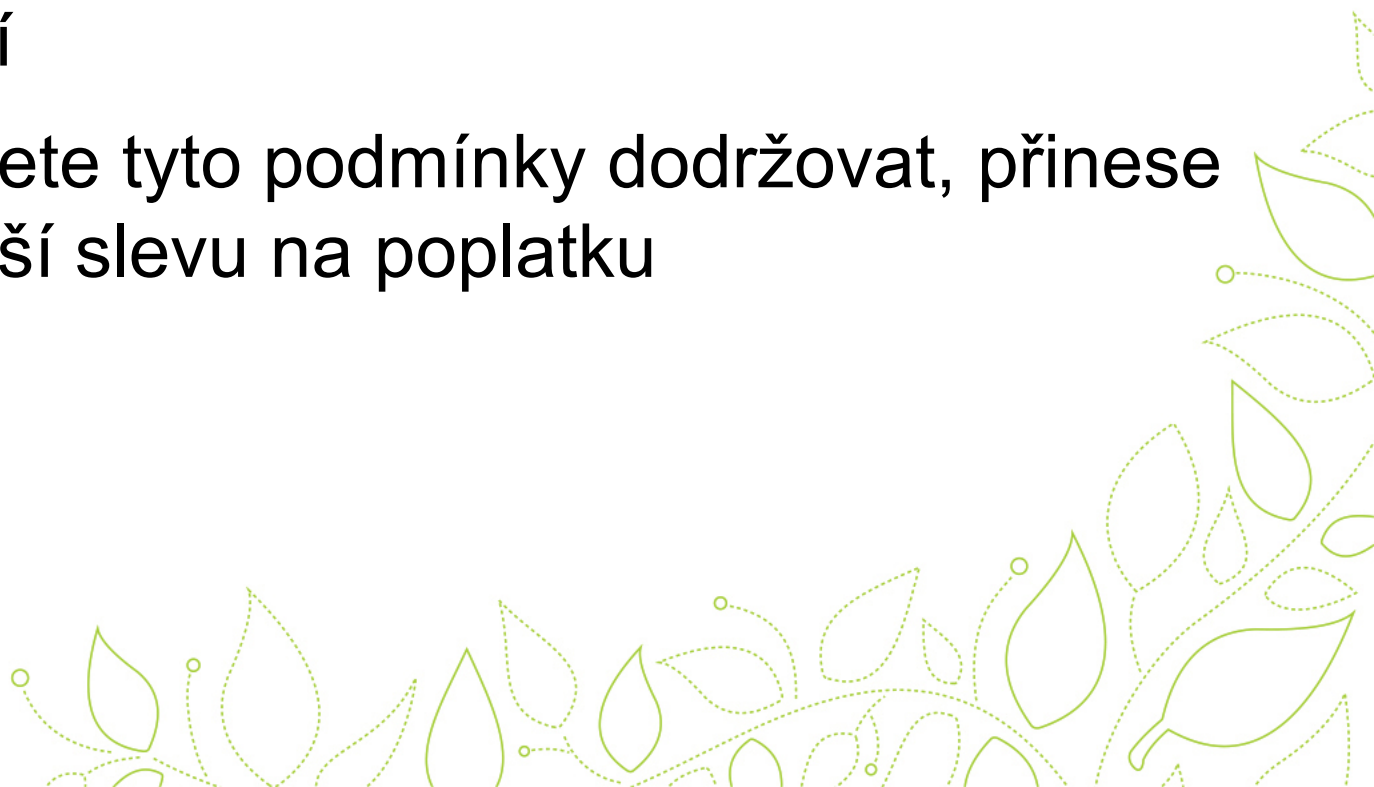 í
ete tyto podmínky dodržovat, přinese
ší slevu na poplatku